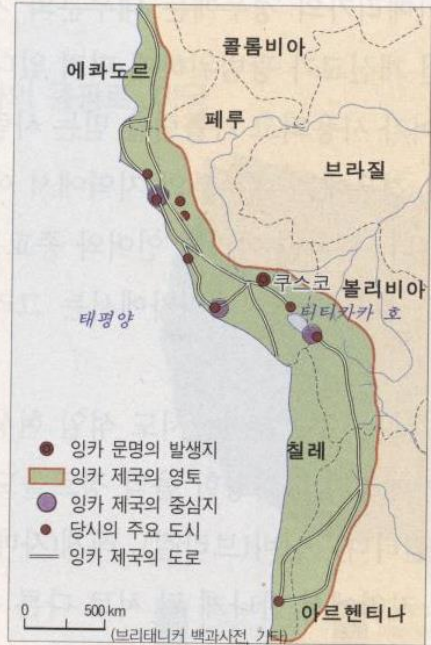 콜롬비아
에콰도르
페루
브라질
쿠스코
볼리비아
티티카카 호
태평양
칠레
잉카 문명의 발생지
잉카 제국의 영토
잉카 제국의 중심지
당시의 주요 도시
잉카 제국의 도로
0 500km
아르헨티나
(브리태니커 백과사전, 기타)